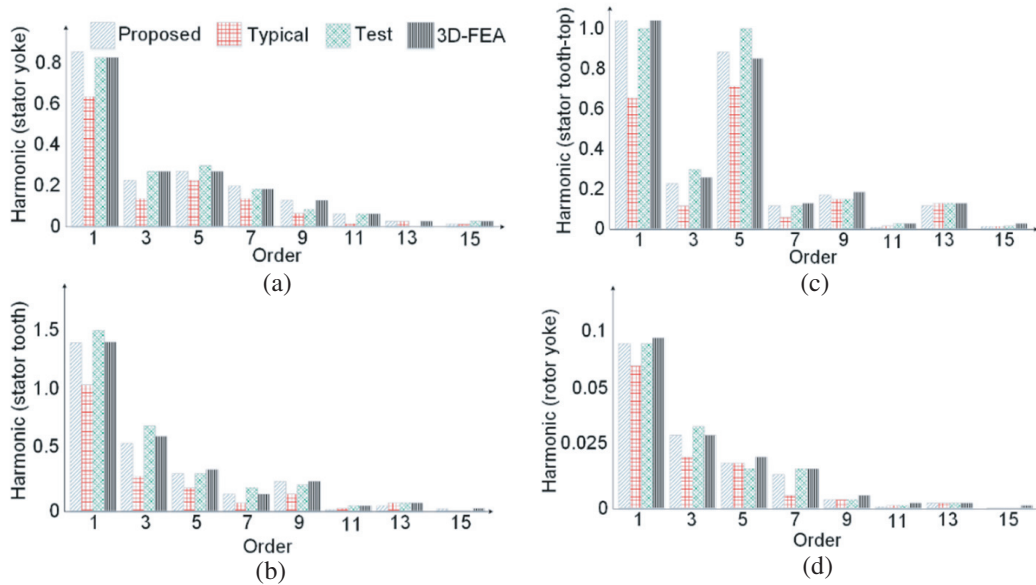 Proposed Typical Test 3D-FEA
Harmonic (stator yoke)
0.8
0.6
0.4
0.2
0
1 3 5 7 9 11 13 15
Order
(a)
Harmonic (stator tooth-top)
1.0
0.8
0.6
0.4
0.2
0
1 3 5 7 9 11 13 15
Order
(c)
Harmonic (stator tooth)
1.5
1.0
0.5
0
1 3 5 7 9 11 13 15
Order
(b)
Harmonic (rotor yoke)
0.1
0.05
0.025
0
1 3 5 7 9 11 13 15
Order
(d)